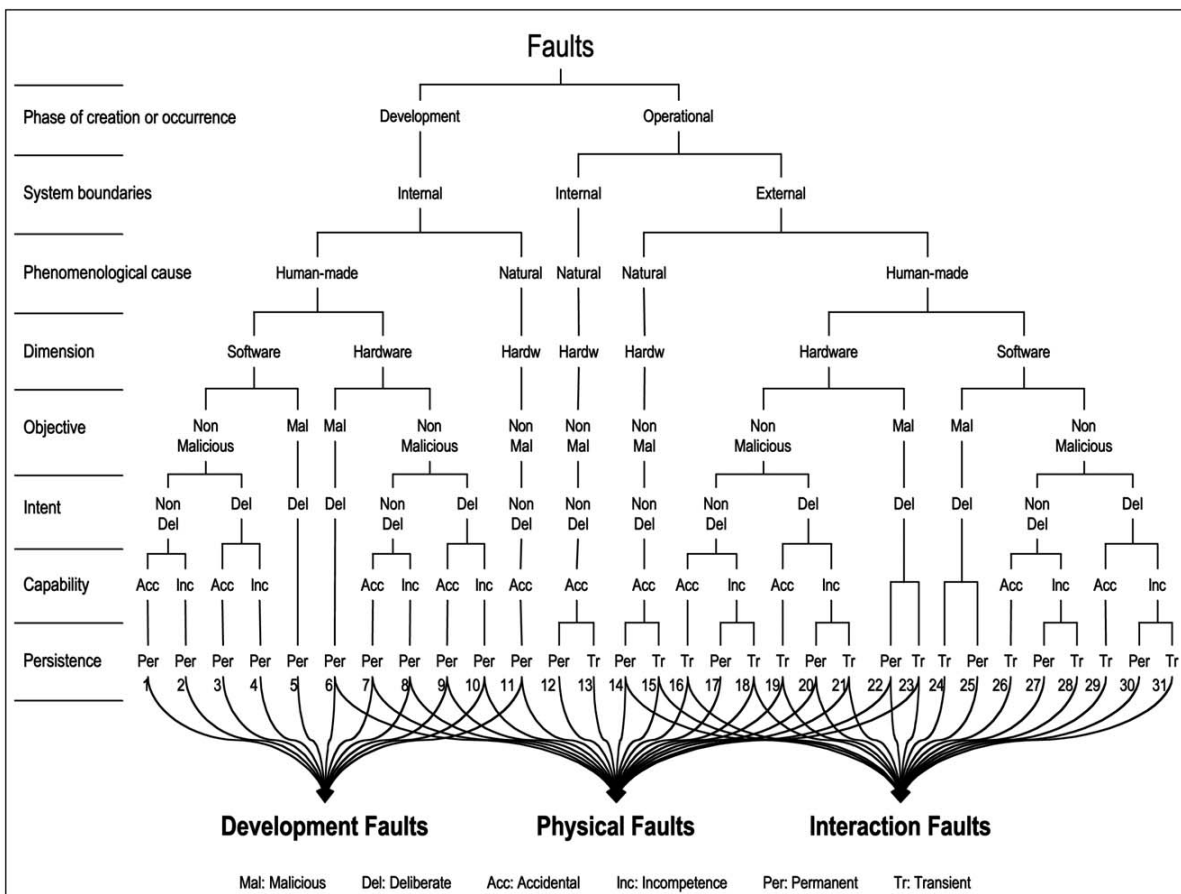 Faults
Phase of creation or occurrence Development Operational
System boundaries Internal Internal External
Phenomenological cause Human-made Natural Natural Natural Human-made
Dimension Software Hardware Hardw Hardw Hardw Hardware Software
Objective Non Mal Mal Non Non Non Non Non Mal Mal Non
Malicious Malicious Mal Mal Mal Malicious Malicious
Intent Non Del Del Del Non Del Non Non Non Non Del Del Del Non Del
Del Del Del Del Del Del Del
Capability Acc Inc Acc Inc Acc Inc Acc Inc Acc Acc Acc Acc Inc Acc Inc Acc Inc Acc Inc
Persistence Per Per Per Per Per Per Per Per Per Per Per Per Tr Per Tr Tr Per Tr Tr Per Tr Per Tr Tr Per Tr Per Tr Tr Per Tr
1 2 3 4 5 6 7 8 9 10 11 12 13 14 15 16 17 18 19 20 21 22 23 24 25 26 27 28 29 30 31
Development Faults Physical Faults Interaction Faults
Mal: Malicious Del: Deliberate Acc: Accidental Inc: Incompetence Per: Permanent Tr: Transient